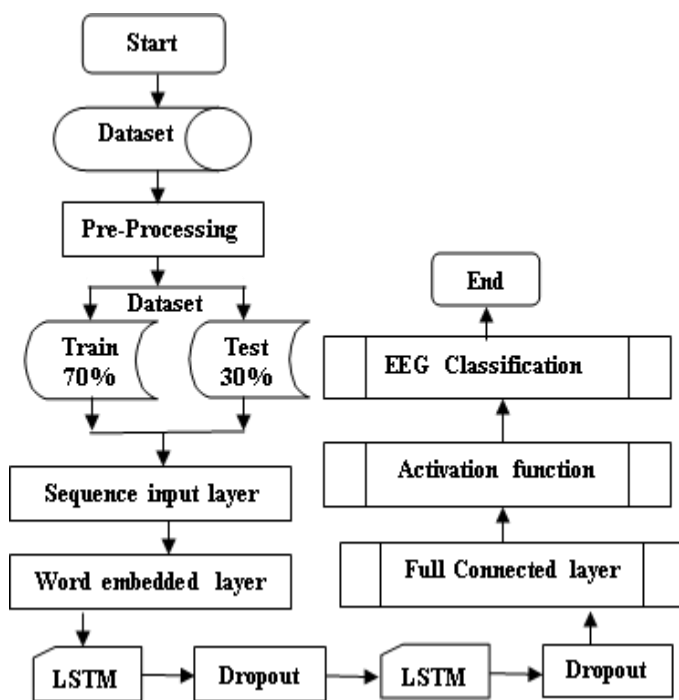 Start
Dataset
Pre-Processing
Dataset
Train
70%
Test
30%
Sequence input layer
Word embedded layer
LSTM
Dropout
LSTM
Dropout
Full Connected layer
Activation function
EEG Classification
End